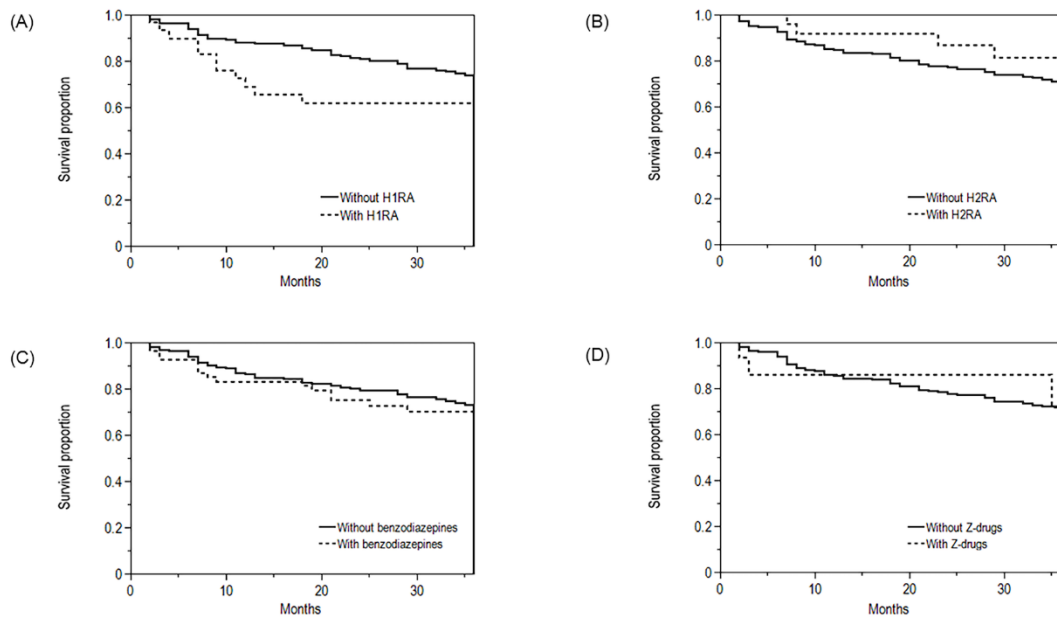 (A)
Survival proportion
1.0
0.8
0.6
0.4
0.2
0
Without H1RA
With H1RA
0 10 20 30
Months
(B)
Survival proportion
1.0
0.8
0.6
0.4
0.2
0
Without H2RA
With H2RA
0 10 20 30
Months
(C)
Survival proportion
1.0
0.8
0.6
0.4
0.2
0
Without benzodiazepines
With benzodiazepines
0 10 20 30
Months
(D)
Survival proportion
1.0
0.8
0.6
0.4
0.2
0
Without Z-drugs
With Z-drugs
0 10 20 30
Months